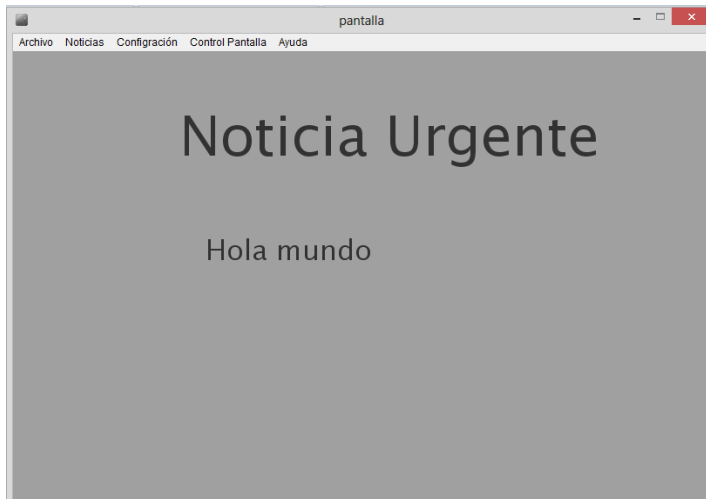 pantalla
Archivo Noticias Configración Control Pantalla Ayuda
Noticia Urgente
Hola mundo